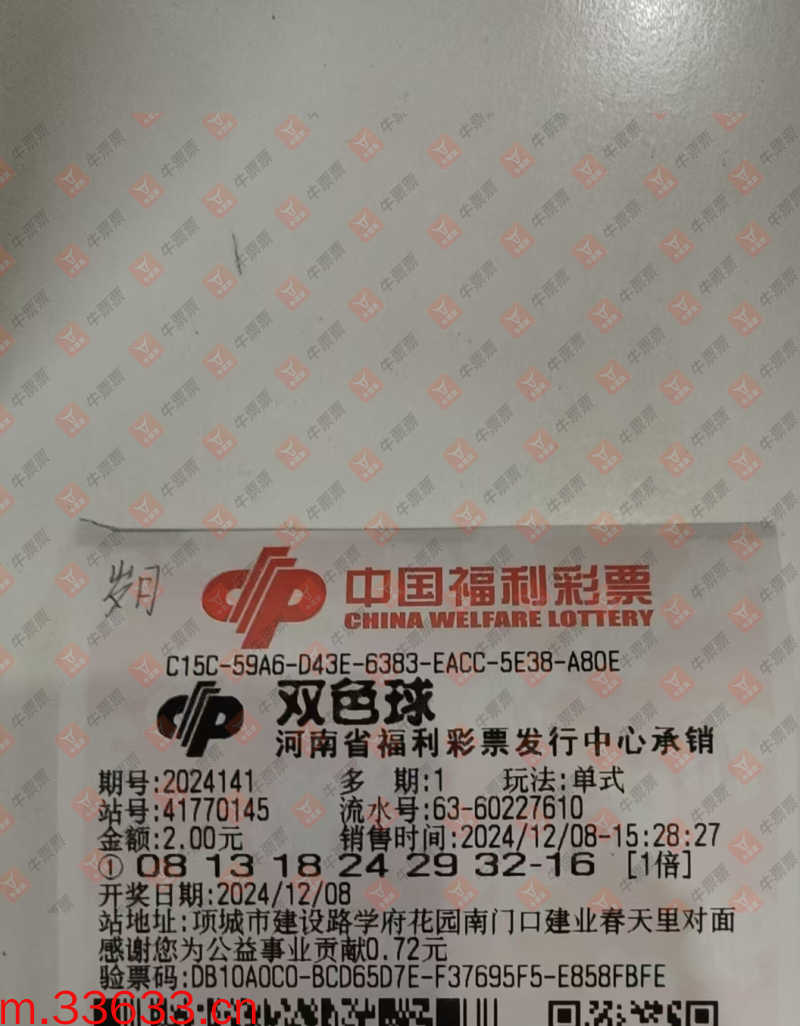 岁月
中国福利彩票
CHINA WELFARE LOTTERY
C15C-59A6-D43E-6383-EACC-5E38-A80E
双色球
河南省福利彩票发行中心承销
期号:2024141 多 期:1 玩法:单式
站号:41770145 流水号:63-60227610
金额:2.00元 销售时间:2024/12/08-15:28:27
① 08 13 18 24 29 32-16 [1倍]
开奖日期:2024/12/08
站地址:项城市建设路学府花园南门口建业春天里对面
感谢您为公益事业贡献0.72元
验票码:DB10A0C0-BCD65D7E-F37695F5-E858FBFE
m.33633.cn
牛票票